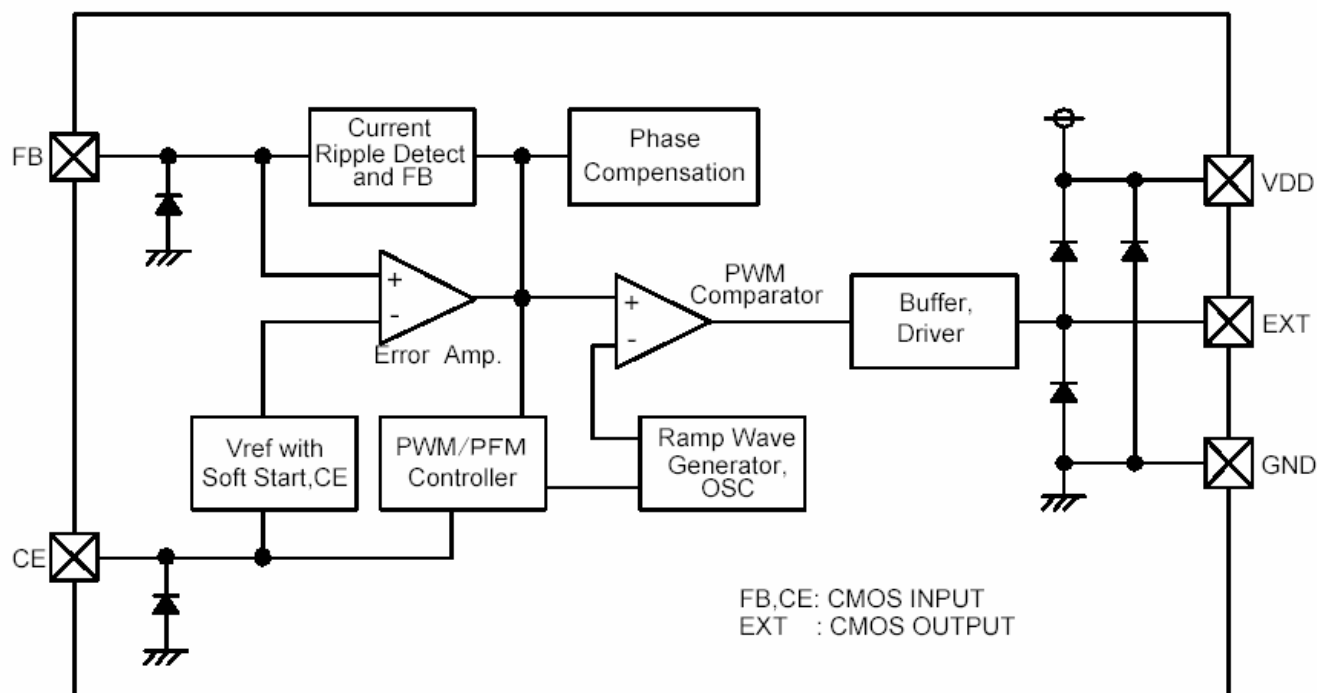 Current
Ripple Detect
and FB
Phase
Compensation
FB
VDD
+
-
Error Amp.
+
-
PWM
Comparator
Buffer,
Driver
EXT
Vref with
Soft Start,CE
PWM/PFM
Controller
Ramp Wave
Generator,
OSC
GND
CE
FB,CE: CMOS INPUT
EXT : CMOS OUTPUT